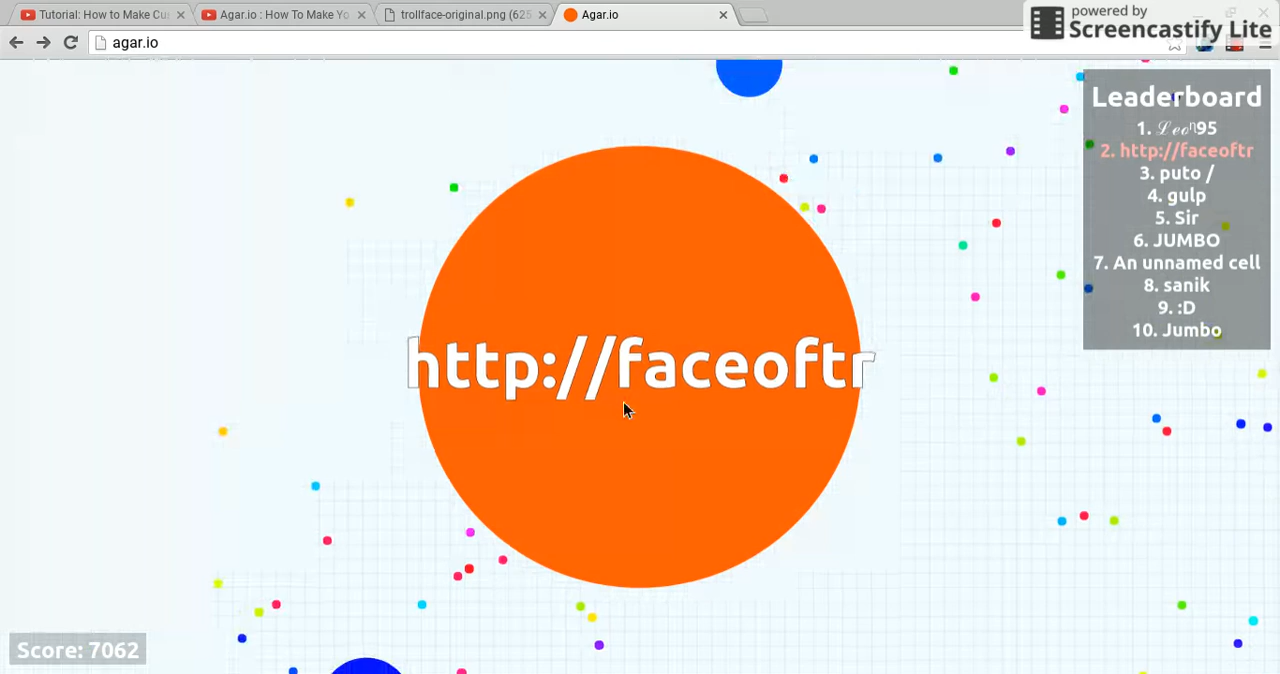 Tutorial: How to Make Cu
Agar.io : How To Make Yo
trollface-original.png (625
Agar.io
agar.io
powered by
Screencastify Lite
Leaderboard
1. 𝓛𝑒𝑜ⁿ95
2. http://faceoftr
3. puto /
4. gulp
5. Sir
6. JUMBO
7. An unnamed cell
8. sanik
9. :D
10. Jumbo
http://faceoftr
Score: 7062